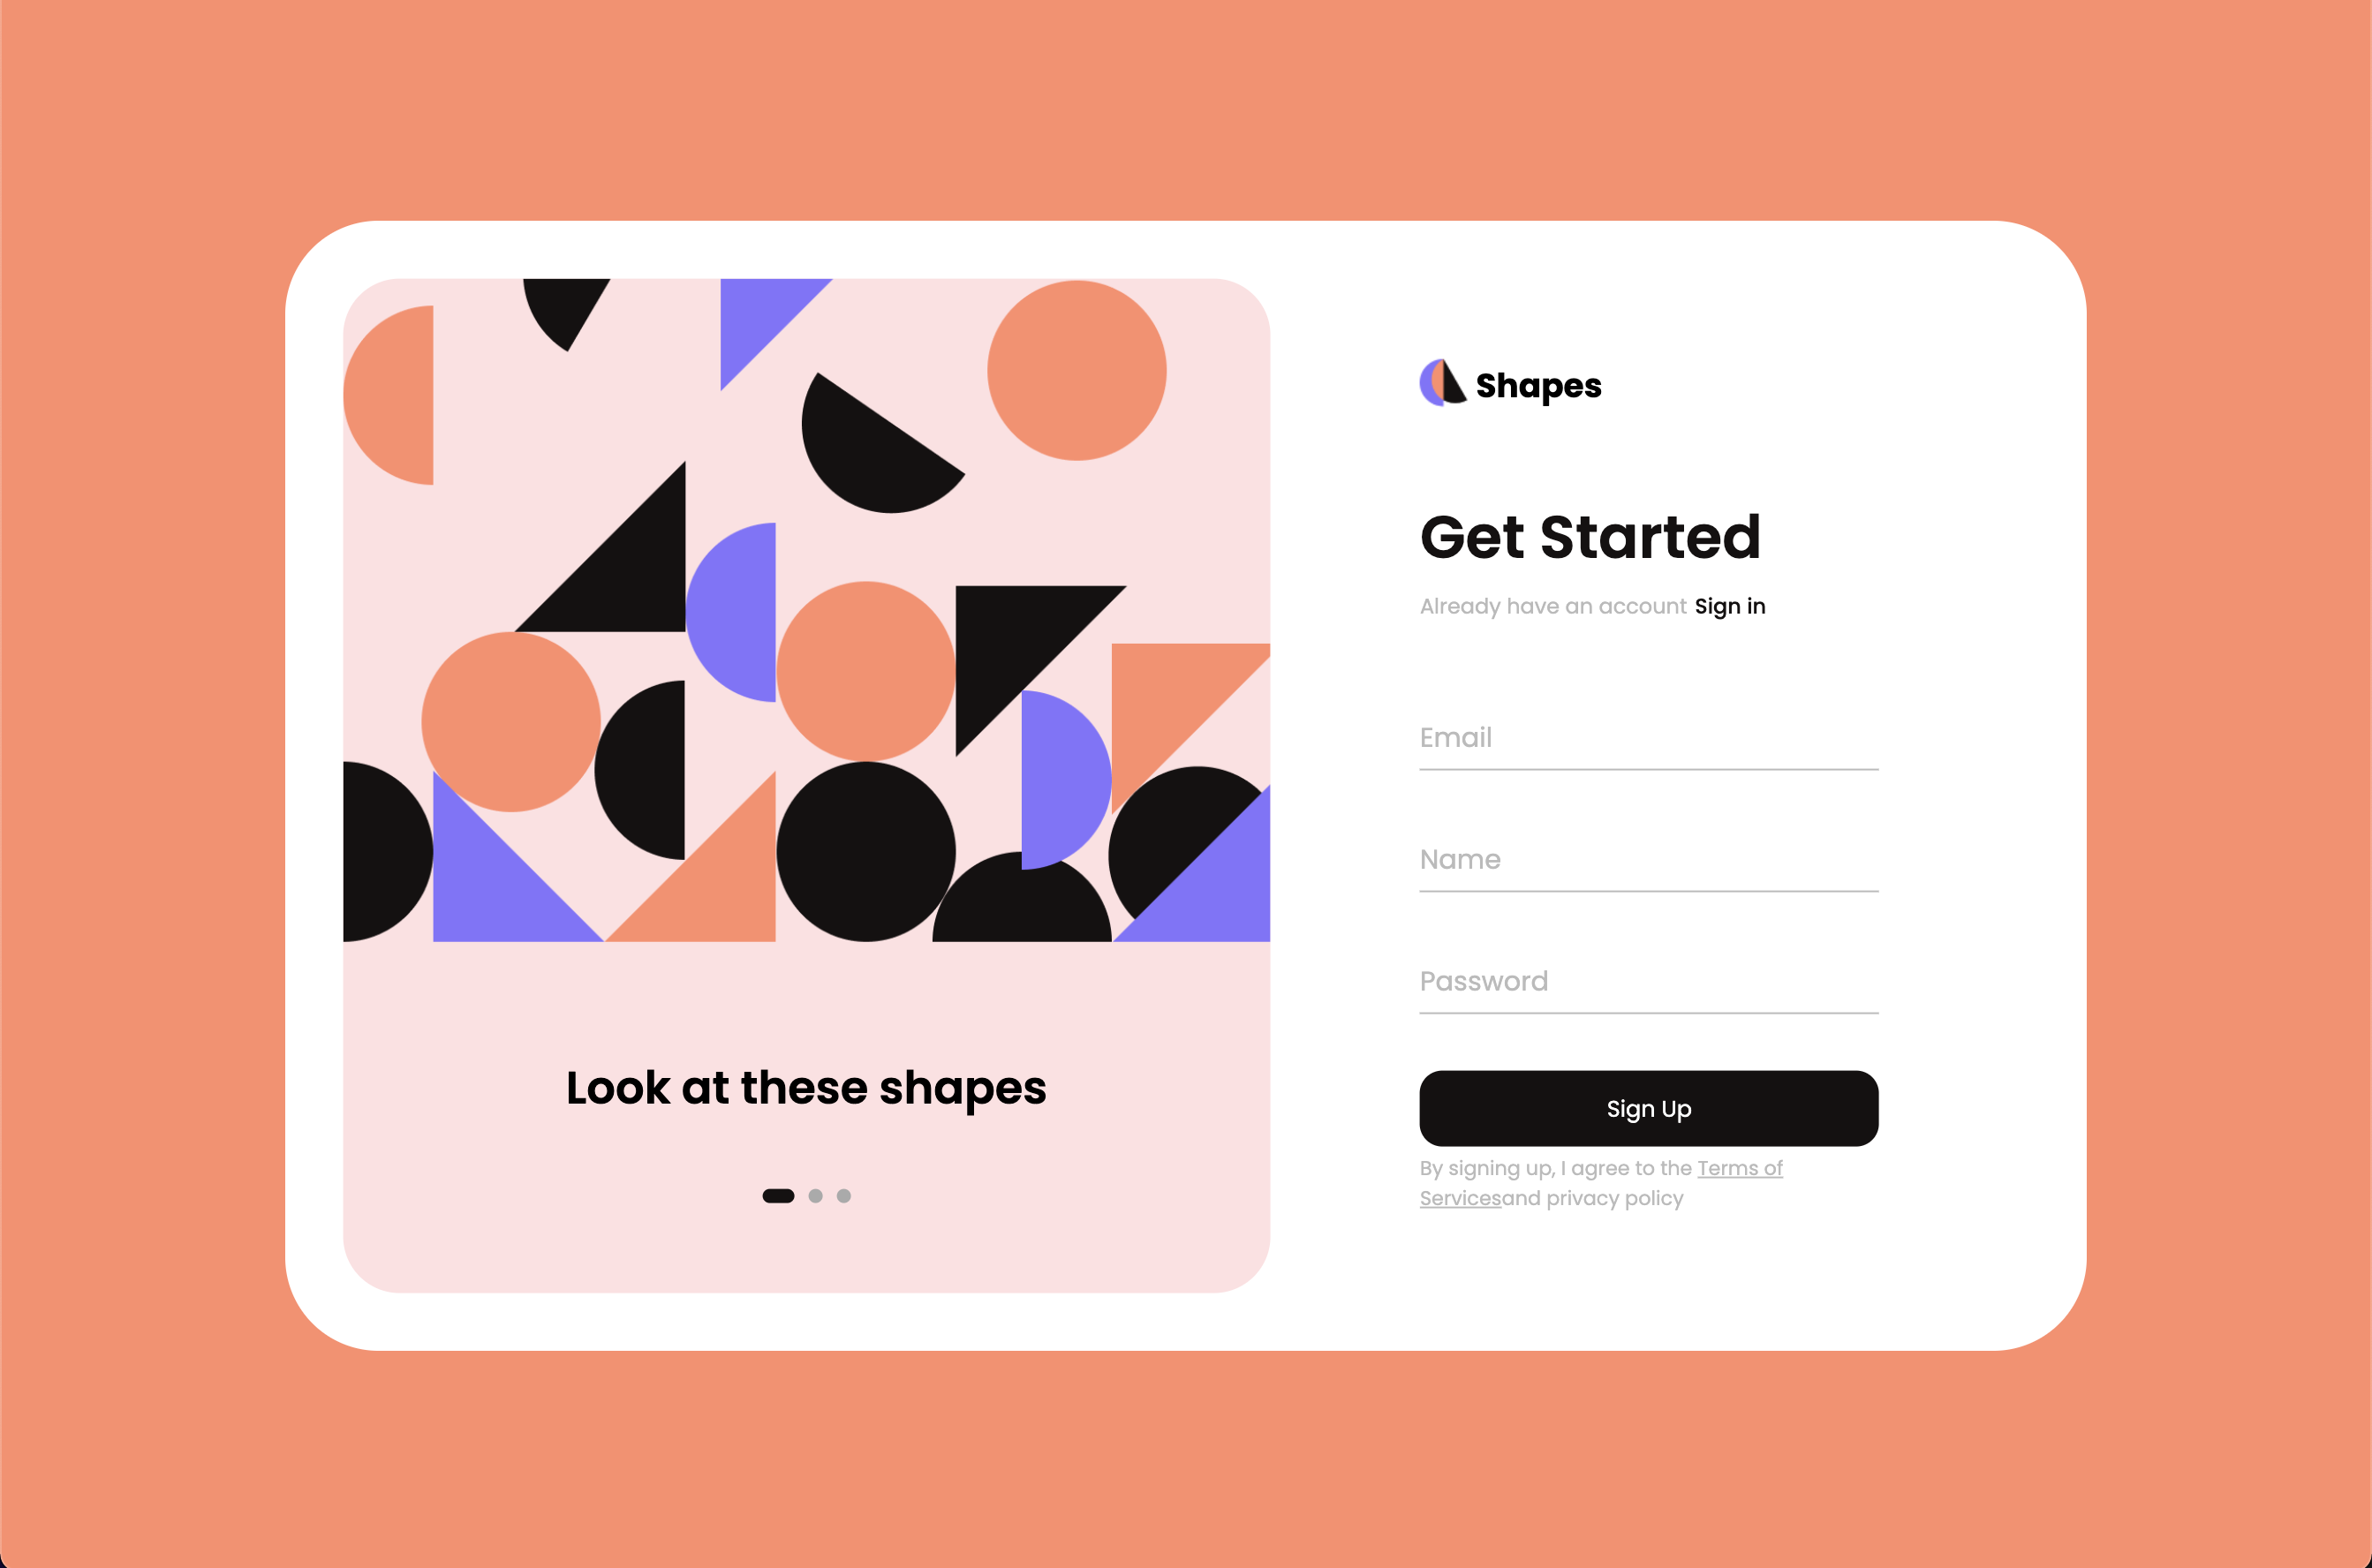 Look at these shapes
Shapes
Get Started
Already have an account Sign in
Email
Name
Password
Sign Up
By signing up, I agree to the Terms of
Servicesand privacy policy